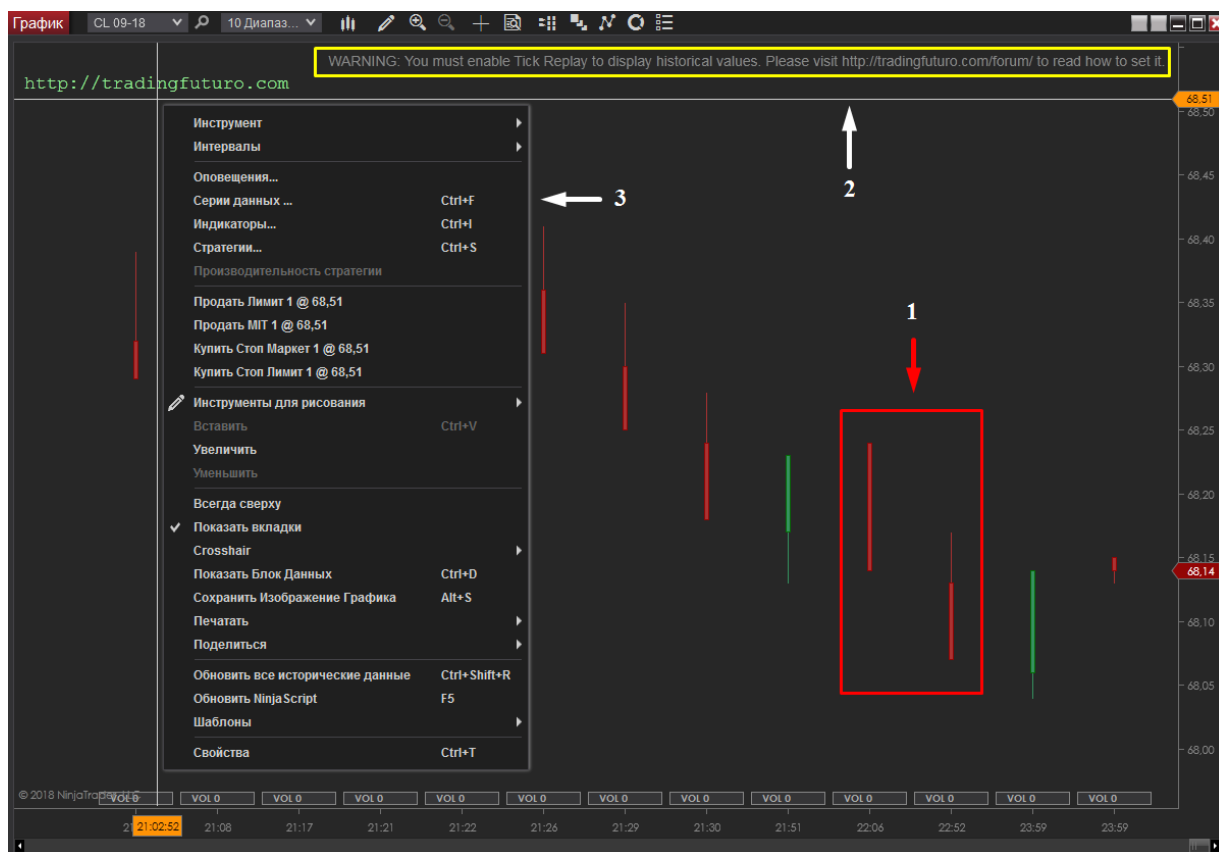 График CL 09-18 10 Диапаз...
WARNING: You must enable Tick Replay to display historical values. Please visit http://tradingfuturo.com/forum/ to read how to set it.
http://tradingfuturo.com
68,51
68,50
68,45
68,40
68,35
68,30
68,25
68,20
68,15
68,14
68,10
68,05
68,00
Инструмент
Интервалы
Оповещения...
Серии данных ... Ctrl+F
Индикаторы... Ctrl+I
Стратегии... Ctrl+S
Производительность стратегии
Продать Лимит 1 @ 68,51
Продать MIT 1 @ 68,51
Купить Стоп Маркет 1 @ 68,51
Купить Стоп Лимит 1 @ 68,51
Инструменты для рисования
Вставить Ctrl+V
Увеличить
Уменьшить
Всегда сверху
Показать вкладки
Crosshair
Показать Блок Данных Ctrl+D
Сохранить Изображение Графика Alt+S
Печатать
Поделиться
Обновить все исторические данные Ctrl+Shift+R
Обновить NinjaScript F5
Шаблоны
Свойства Ctrl+T
3
2
1
© 2018 NinjaTrader, LLC
VOL 0 VOL 0 VOL 0 VOL 0 VOL 0 VOL 0 VOL 0 VOL 0 VOL 0 VOL 0 VOL 0 VOL 0 VOL 0
21:02:52 21:08 21:17 21:21 21:22 21:26 21:29 21:30 21:51 22:06 22:52 23:59 23:59